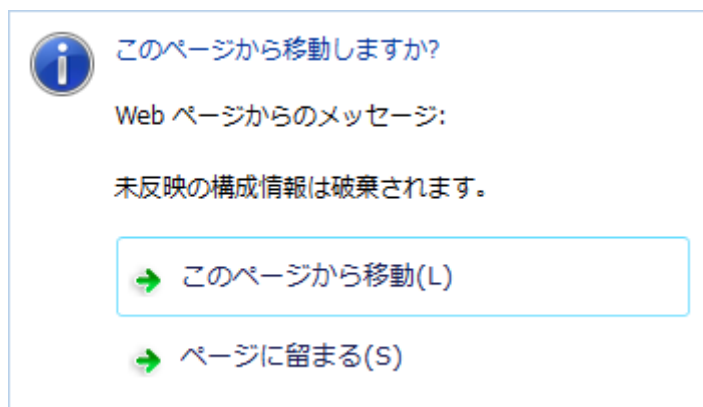 このページから移動しますか?
Web ページからのメッセージ:
未反映の構成情報は破棄されます。
このページから移動(L)
ページに留まる(S)